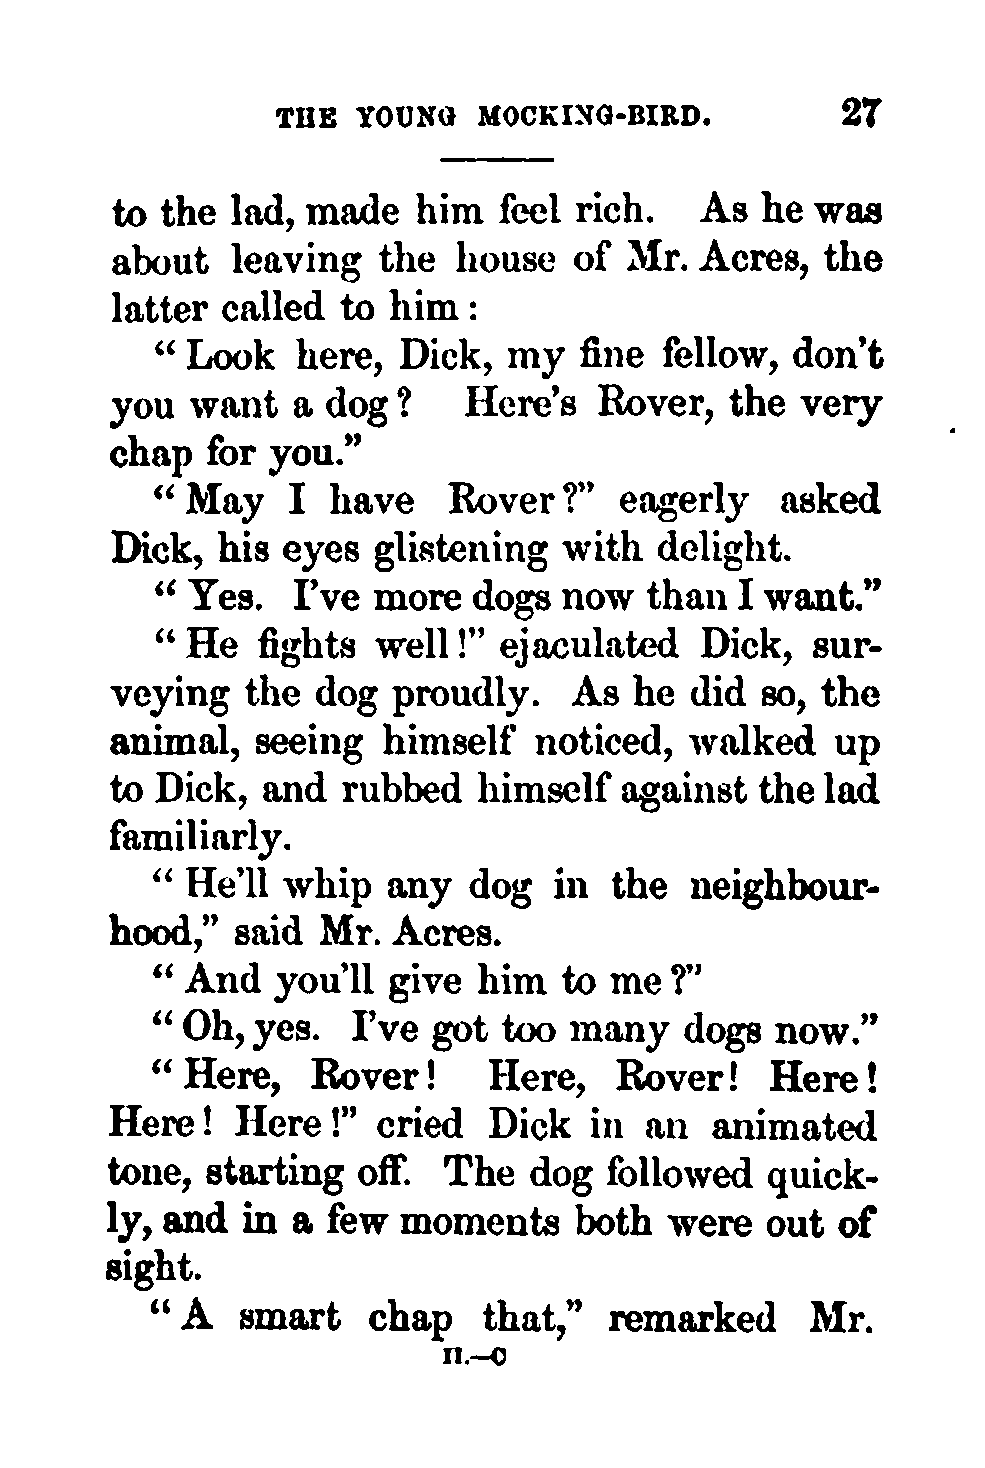 THE YOUNG MOCKING-BIRD. 27
to the lad, made him feel rich. As he was
about leaving the house of Mr. Acres, the
latter called to him :
“ Look here, Dick, my fine fellow, don’t
you want a dog ? Here’s Rover, the very
chap for you.”
“ May I have Rover ?” eagerly asked
Dick, his eyes glistening with delight.
“ Yes. I’ve more dogs now than I want.”
“ He fights well !” ejaculated Dick, sur-
veying the dog proudly. As he did so, the
animal, seeing himself noticed, walked up
to Dick, and rubbed himself against the lad
familiarly.
“ He’ll whip any dog in the neighbour-
hood,” said Mr. Acres.
“ And you’ll give him to me ?”
“ Oh, yes. I’ve got too many dogs now.”
“ Here, Rover ! Here, Rover ! Here !
Here ! Here !” cried Dick in an animated
tone, starting off. The dog followed quick-
ly, and in a few moments both were out of
sight.
“ A smart chap that,” remarked Mr.
II.—C